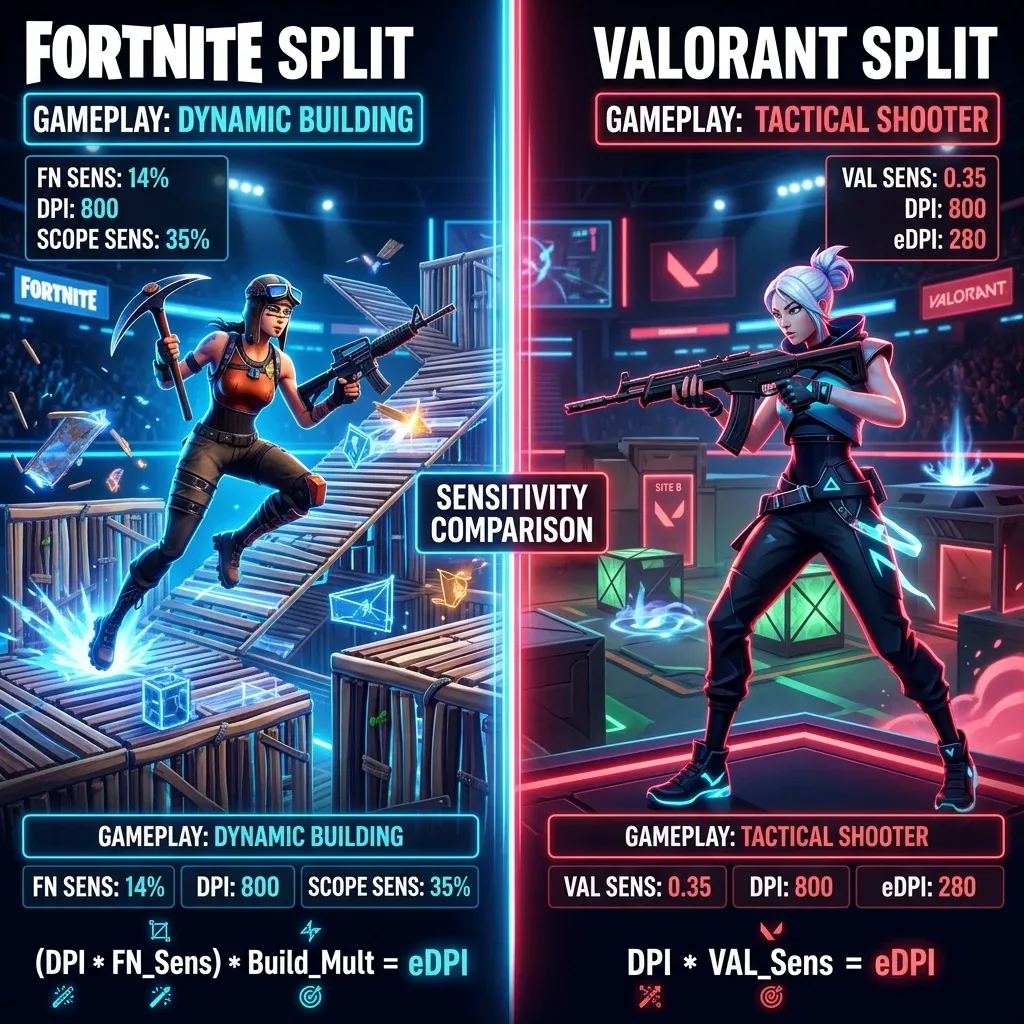 FORTNITE SPLIT
GAMEPLAY: DYNAMIC BUILDING
FN SENS: 14%
DPI: 800
SCOPE SENS: 35%
FORTNITE
VALORANT SPLIT
GAMEPLAY: TACTICAL SHOOTER
VAL SENS: 0.35
DPI: 800
eDPI: 280
VALORANT
SENSITIVITY
COMPARISON
SITE B
GAMEPLAY: DYNAMIC BUILDING
FN SENS: 14%
DPI: 800
SCOPE SENS: 35%
(DPI * FN_Sens) * Build_Mult = eDPI
GAMEPLAY: TACTICAL SHOOTER
VAL SENS: 0.35
DPI: 800
eDPI: 280
DPI * VAL_Sens = eDPI